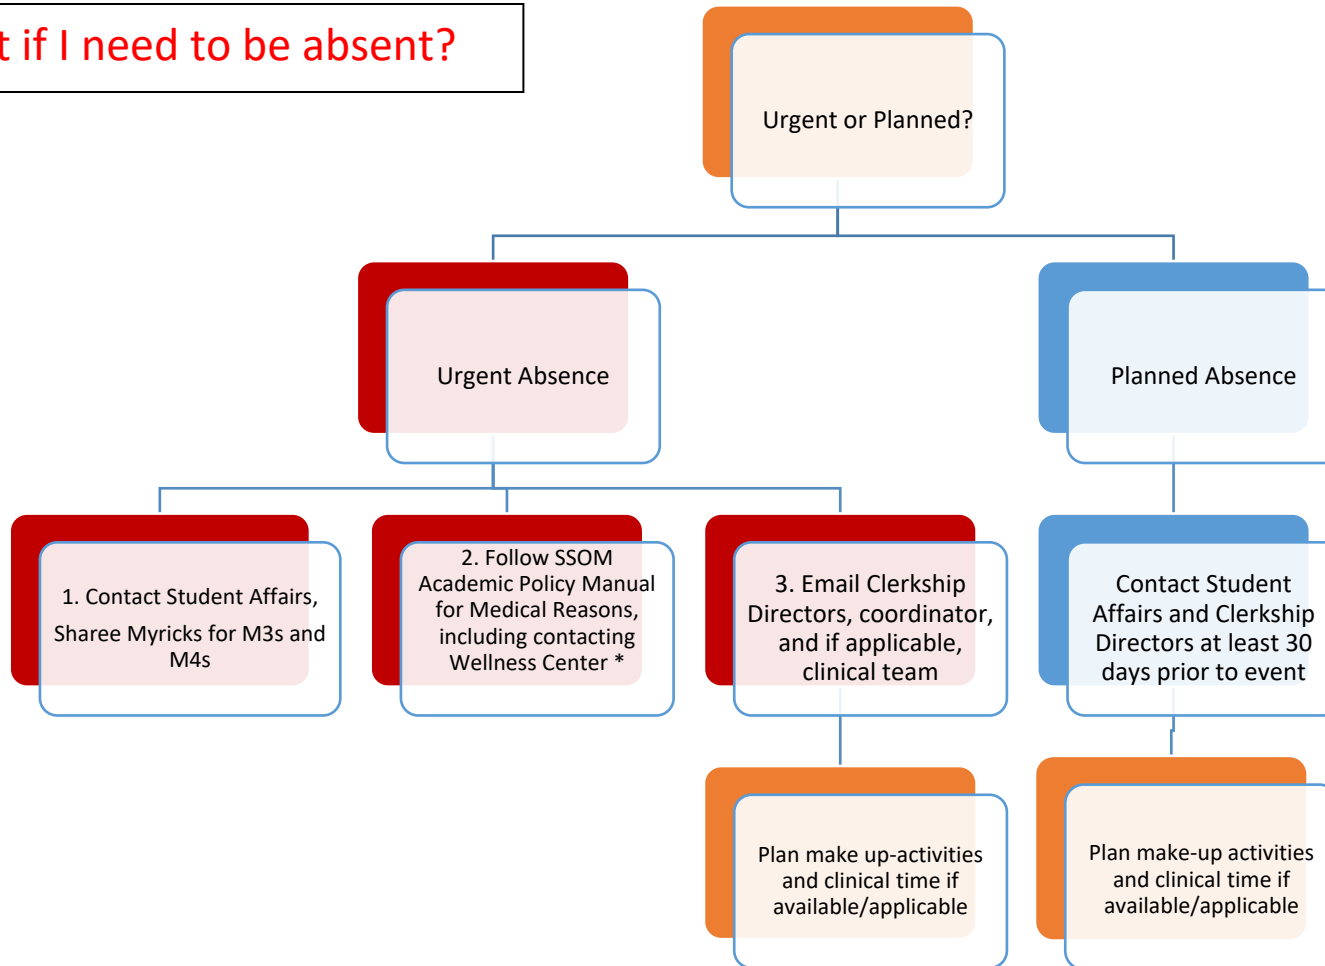 t if I need to be absent?
Urgent or Planned?
Urgent Absence
Planned Absence
1. Contact Student Affairs,
Sharee Myricks for M3s and
M4s
2. Follow SSOM
Academic Policy Manual
for Medical Reasons,
including contacting
Wellness Center *
3. Email Clerkship
Directors, coordinator,
and if applicable,
clinical team
Contact Student
Affairs and Clerkship
Directors at least 30
days prior to event
Plan make up-activities
and clinical time if
available/applicable
Plan make-up activities
and clinical time if
available/applicable